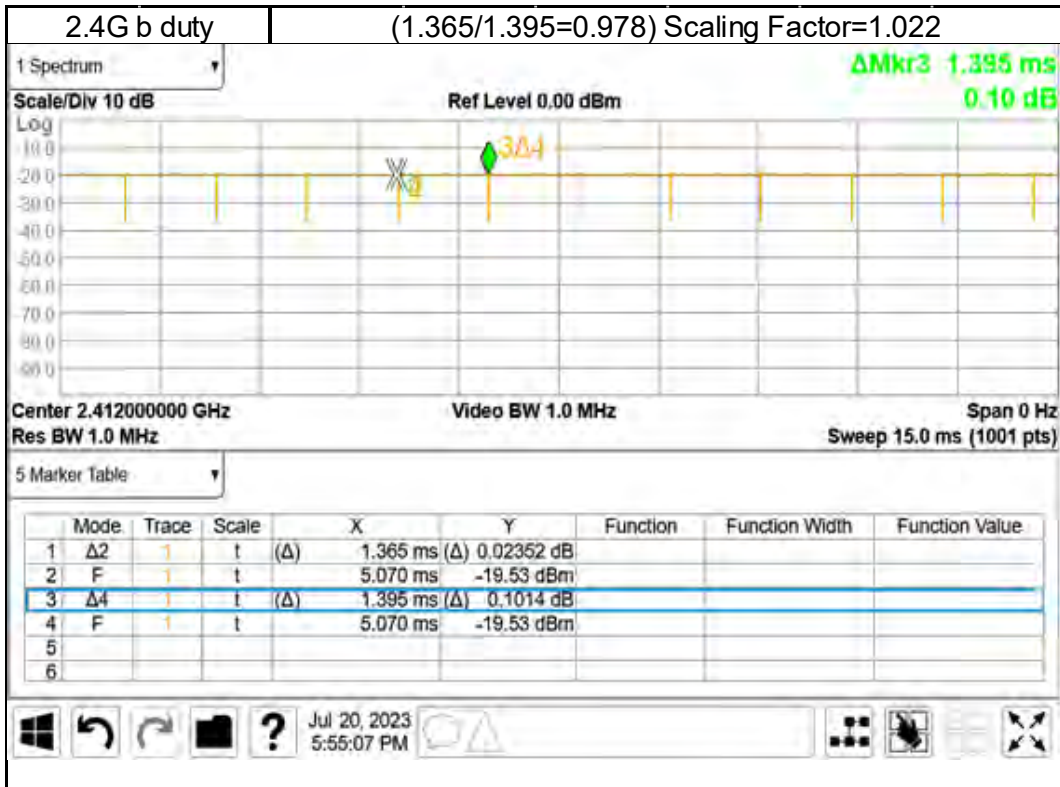 2.4G b duty (1.365/1.395=0.978) Scaling Factor=1.022
1 Spectrum ▼ ΔMkr3 1.395 ms
Scale/Div 10 dB Ref Level 0.00 dBm 0.10 dB
Log
-10.0 3Δ4
-20.0
-30.0
-40.0
-50.0
-60.0
-70.0
-80.0
-90.0
Center 2.412000000 GHz Video BW 1.0 MHz Span 0 Hz
Res BW 1.0 MHz Sweep 15.0 ms (1001 pts)
5 Marker Table ▼
Mode Trace Scale X Y Function Function Width Function Value
1 Δ2 1 t (Δ) 1.365 ms (Δ) 0.02352 dB
2 F 1 t 5.070 ms -19.53 dBm
3 Δ4 1 t (Δ) 1.395 ms (Δ) 0.1014 dB
4 F 1 t 5.070 ms -19.53 dBm
5
6
? Jul 20, 2023
5:55:07 PM